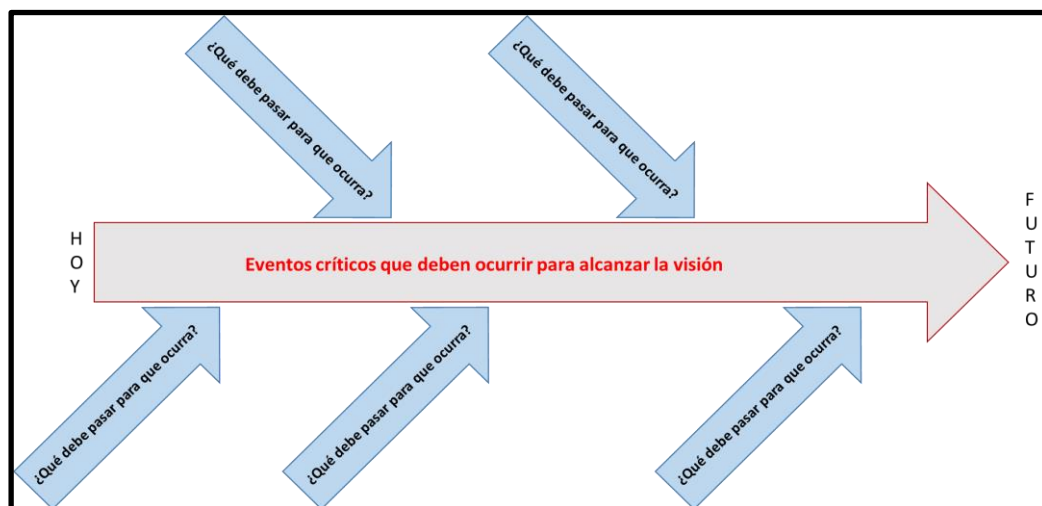 ¿Qué debe pasar para que ocurra?
¿Qué debe pasar para que ocurra?
HOY
Eventos críticos que deben ocurrir para alcanzar la visión
FUTURO
¿Qué debe pasar para que ocurra?
¿Qué debe pasar para que ocurra?
¿Qué debe pasar para que ocurra?